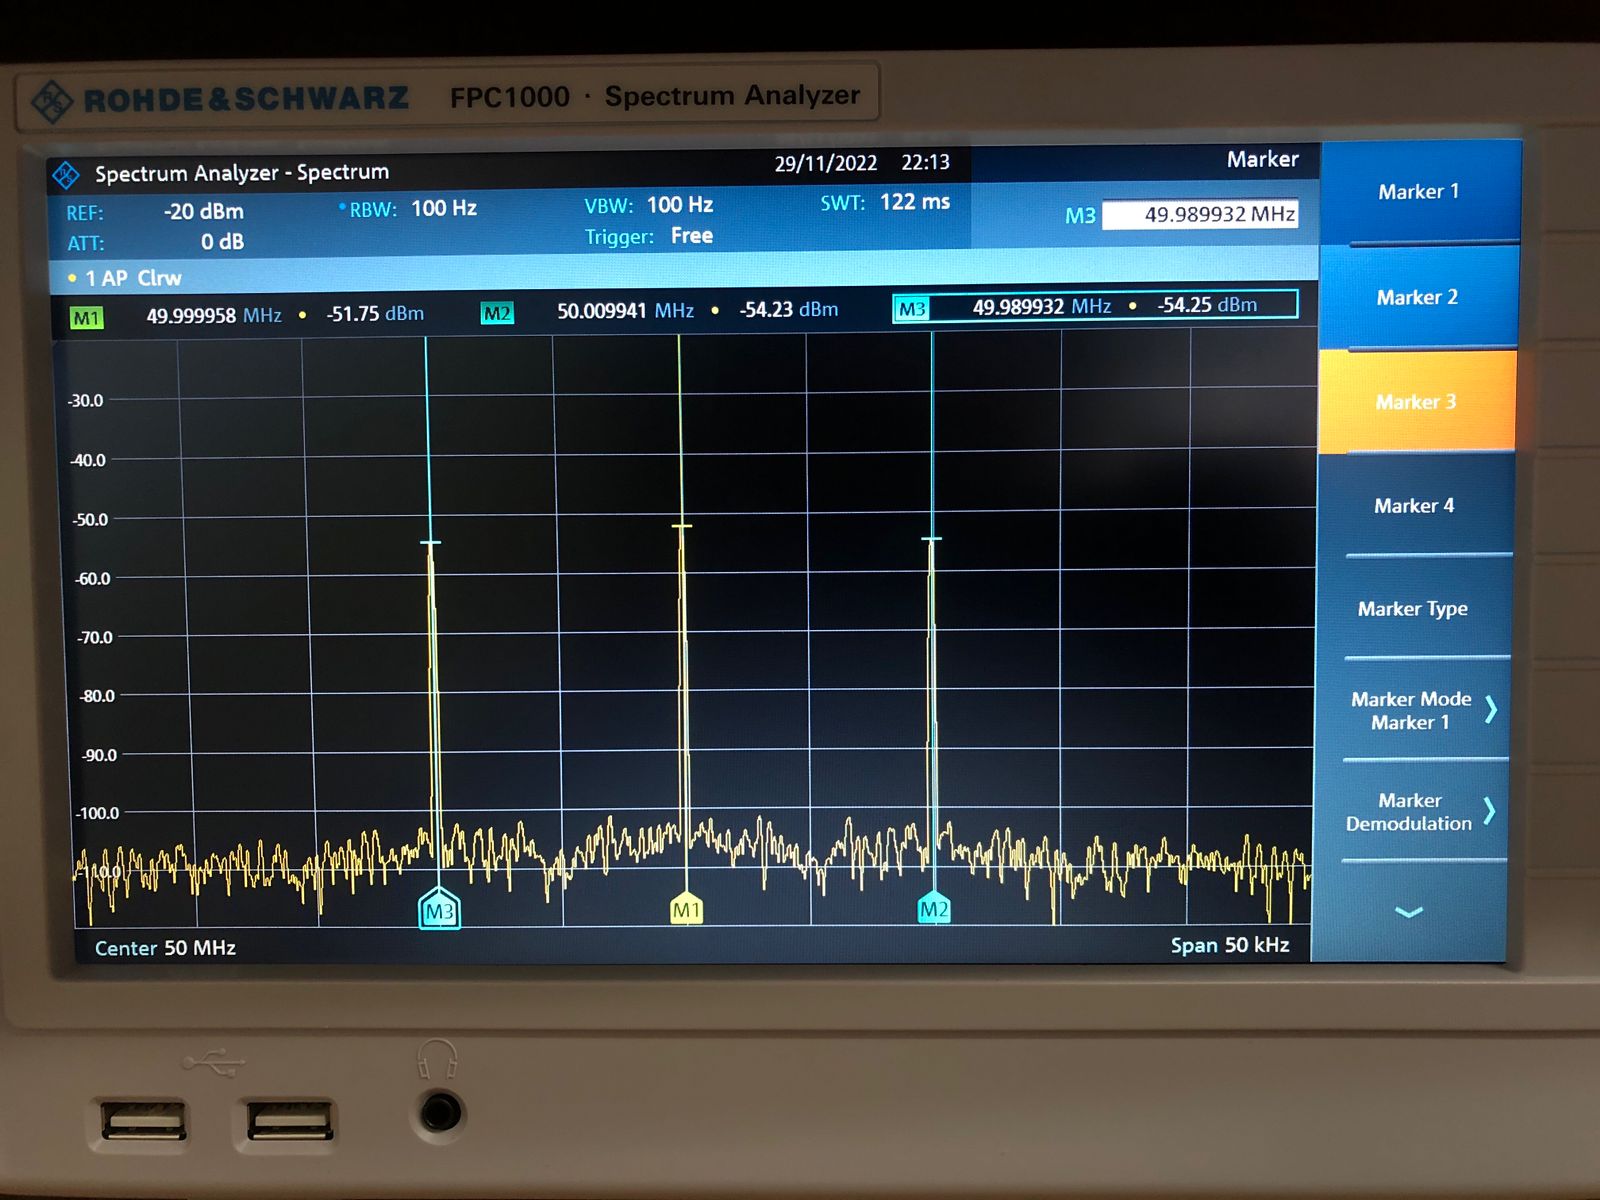 ROHDE&SCHWARZ FPC1000 · Spectrum Analyzer
Spectrum Analyzer - Spectrum 29/11/2022 22:13 Marker
REF: -20 dBm • RBW: 100 Hz VBW: 100 Hz SWT: 122 ms M3 49.989932 MHz
ATT: 0 dB Trigger: Free
• 1 AP Clrw
M1 49.999958 MHz • -51.75 dBm M2 50.009941 MHz • -54.23 dBm M3 49.989932 MHz • -54.25 dBm
-30.0
-40.0
-50.0
-60.0
-70.0
-80.0
-90.0
-100.0
-110.0
M3 M1 M2
Center 50 MHz Span 50 kHz
Marker 1
Marker 2
Marker 3
Marker 4
Marker Type
Marker Mode
Marker 1
Marker
Demodulation